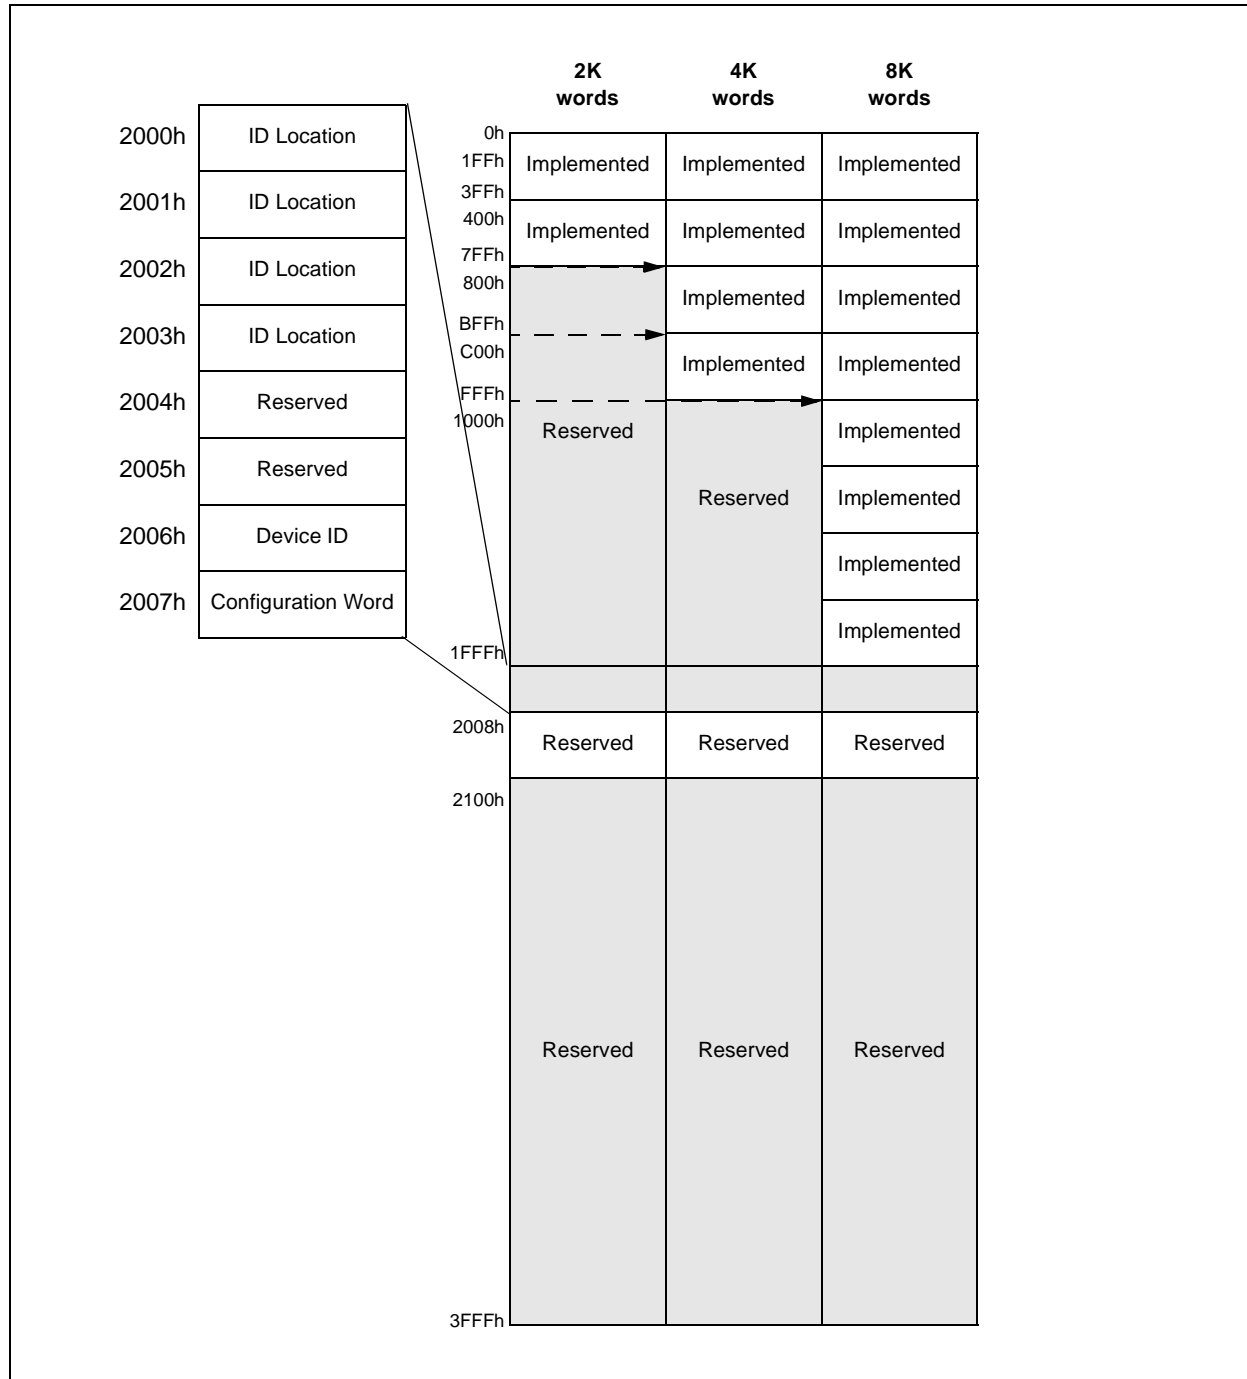 2K words
4K words
8K words
2000h ID Location
2001h ID Location
2002h ID Location
2003h ID Location
2004h Reserved
2005h Reserved
2006h Device ID
2007h Configuration Word
0h
1FFh Implemented Implemented Implemented
3FFh
400h Implemented Implemented Implemented
7FFh
800h Implemented Implemented
BFFh
C00h Implemented Implemented
FFFh
1000h Reserved Implemented
Reserved Implemented
Implemented
Implemented
1FFFh
2008h Reserved Reserved Reserved
2100h
Reserved Reserved Reserved
3FFFh